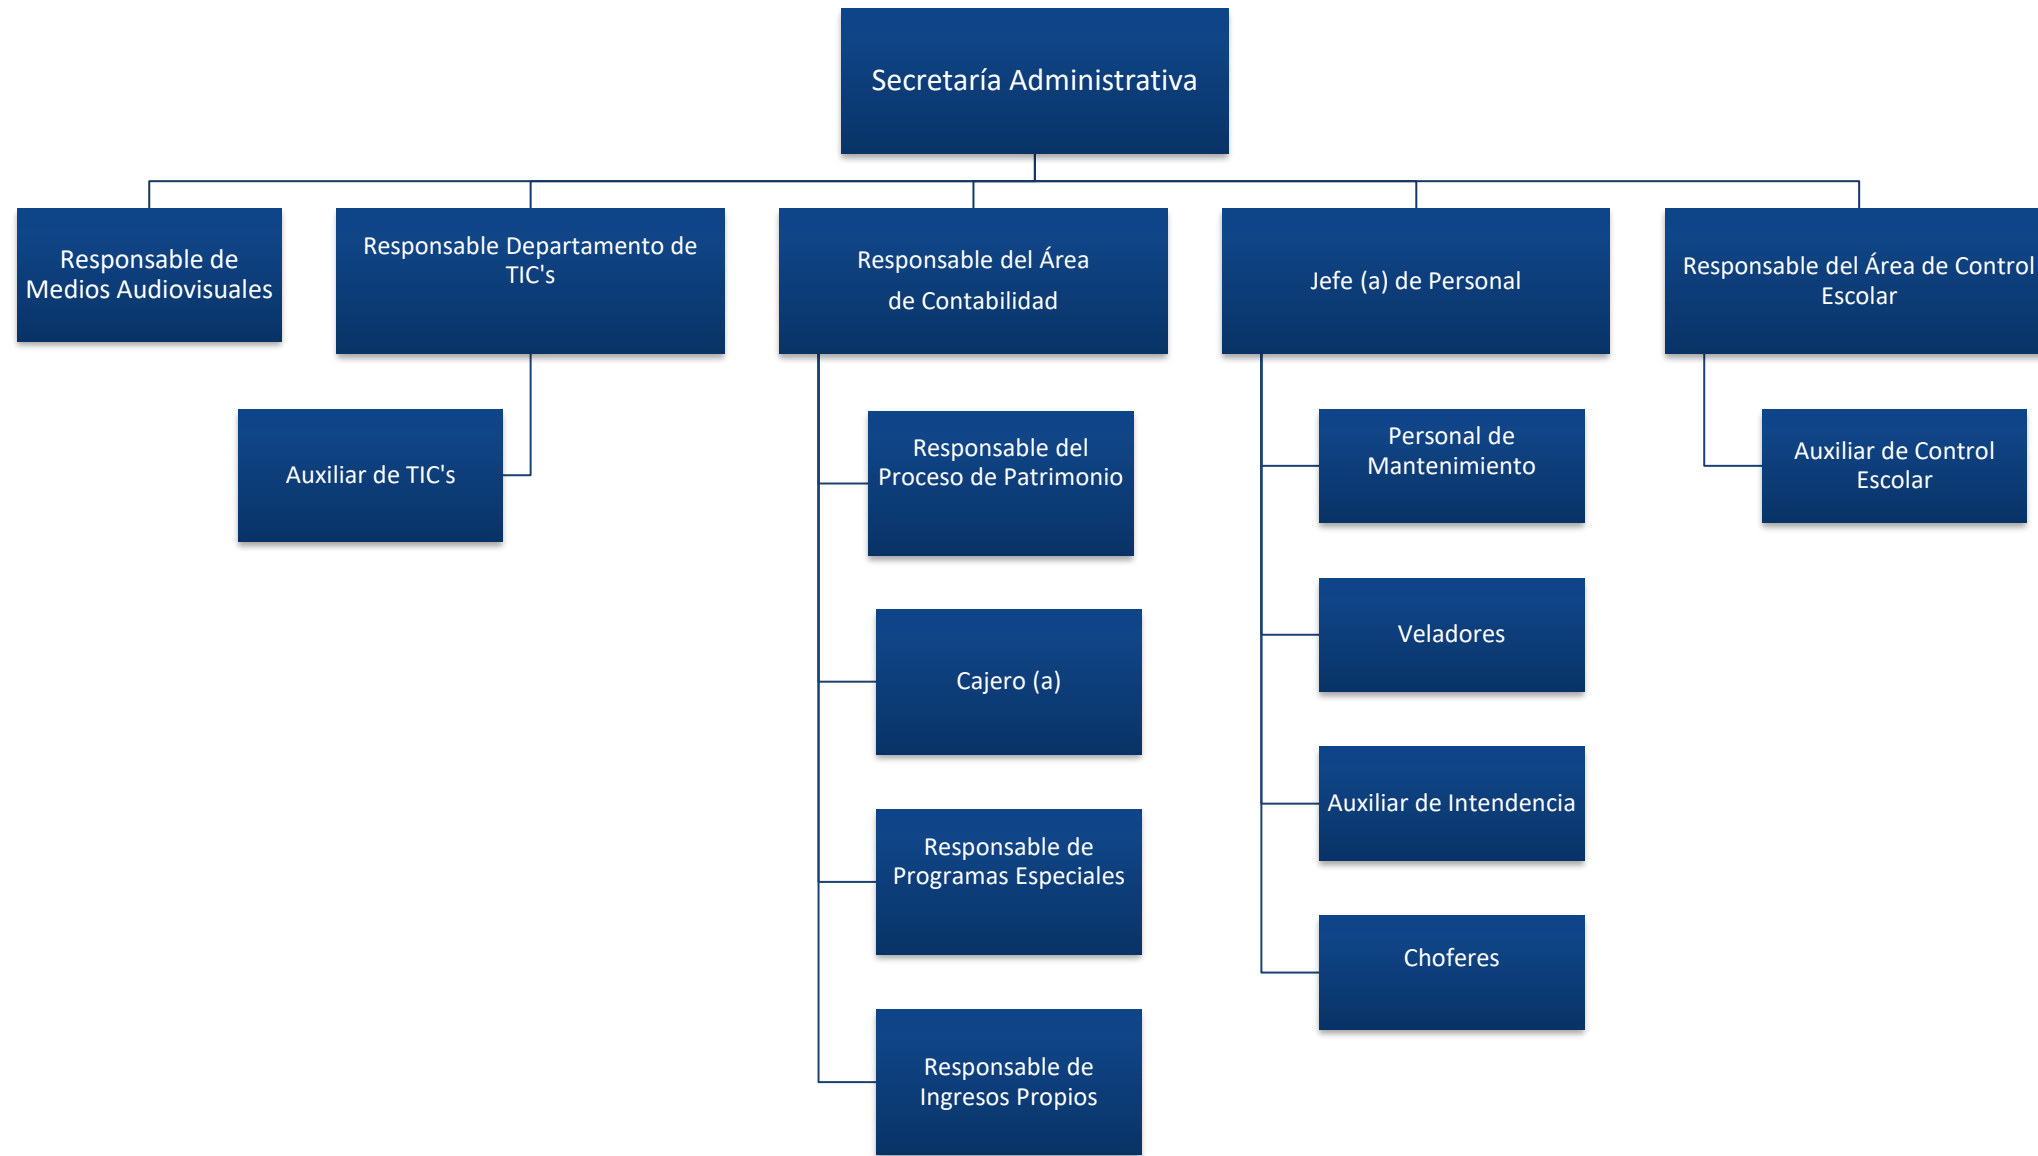 Secretaría Administrativa
Responsable de
Medios Audiovisuales
Responsable Departamento de
TIC's
Responsable del Área
de Contabilidad
Jefe (a) de Personal
Responsable del Área de Control
Escolar
Auxiliar de TIC's
Responsable del
Proceso de Patrimonio
Cajero (a)
Responsable de
Programas Especiales
Responsable de
Ingresos Propios
Personal de
Mantenimiento
Veladores
Auxiliar de Intendencia
Choferes
Auxiliar de Control
Escolar